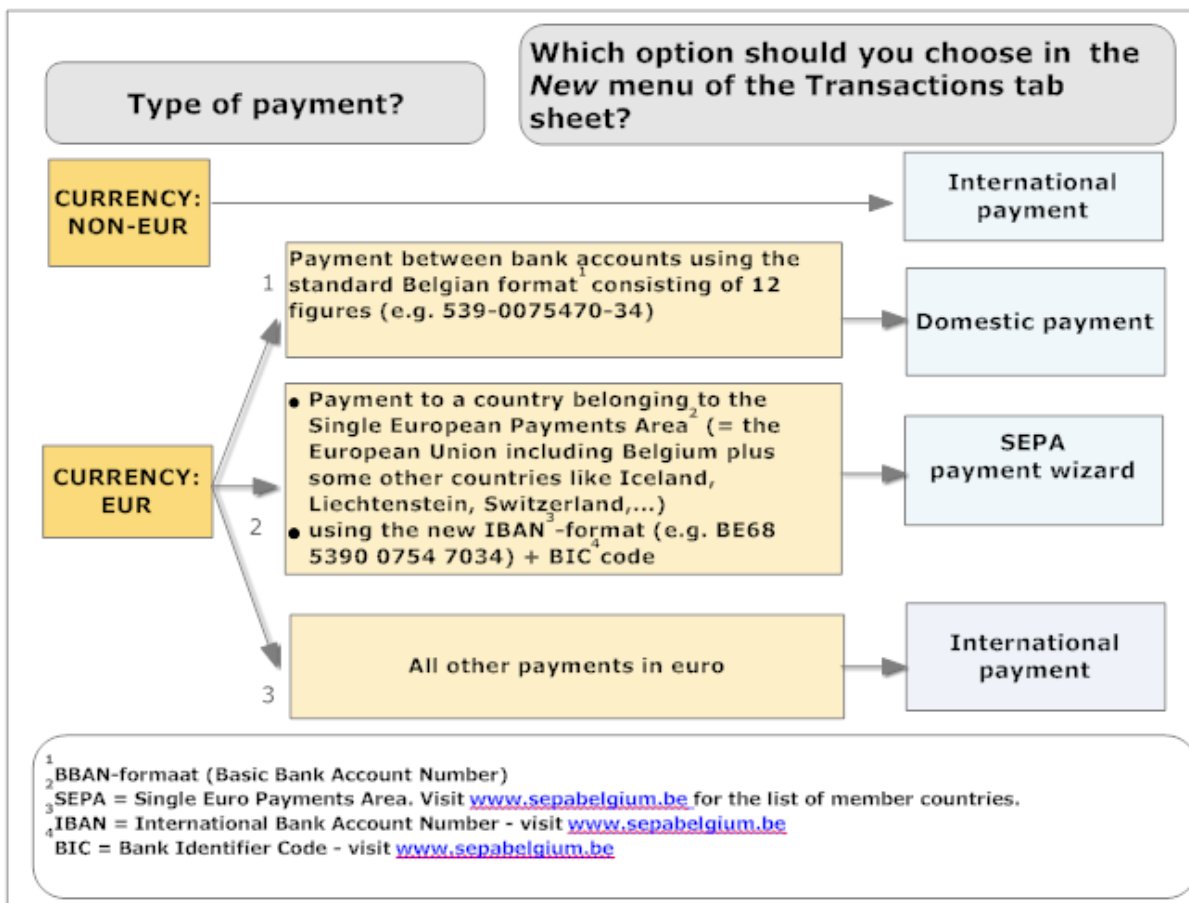 Type of payment?
Which option should you choose in the
New menu of the Transactions tab
sheet?
CURRENCY:
NON-EUR
International
payment
1
Payment between bank accounts using the
standard Belgian format1 consisting of 12
figures (e.g. 539-0075470-34)
Domestic payment
CURRENCY:
EUR
2
• Payment to a country belonging to the
Single European Payments Area2 (= the
European Union including Belgium plus
some other countries like Iceland,
Liechtenstein, Switzerland,...)
• using the new IBAN3-format (e.g. BE68
5390 0754 7034) + BIC4 code
SEPA
payment wizard
3
All other payments in euro
International
payment
1 BBAN-formaat (Basic Bank Account Number)
2 SEPA = Single Euro Payments Area. Visit www.sepabelgium.be for the list of member countries.
3 IBAN = International Bank Account Number - visit www.sepabelgium.be
4 BIC = Bank Identifier Code - visit www.sepabelgium.be